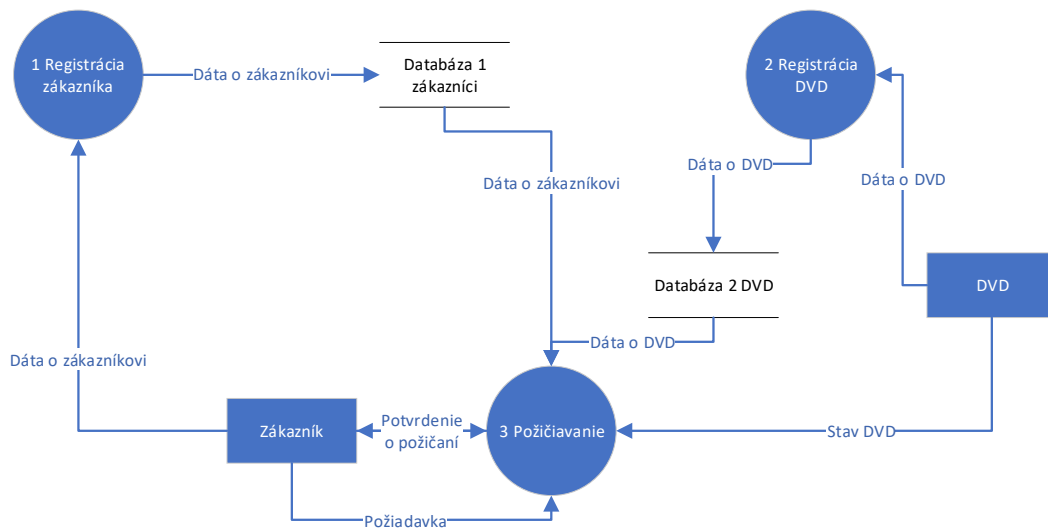 1 Registrácia
zákazníka
Dáta o zákazníkovi
Databáza 1
zákazníci
2 Registrácia
DVD
Dáta o DVD
Dáta o DVD
Dáta o zákazníkovi
Databáza 2 DVD
DVD
Dáta o DVD
Dáta o zákazníkovi
Zákazník
Potvrdenie
o požičaní
3 Požičiavanie
Stav DVD
Požiadavka